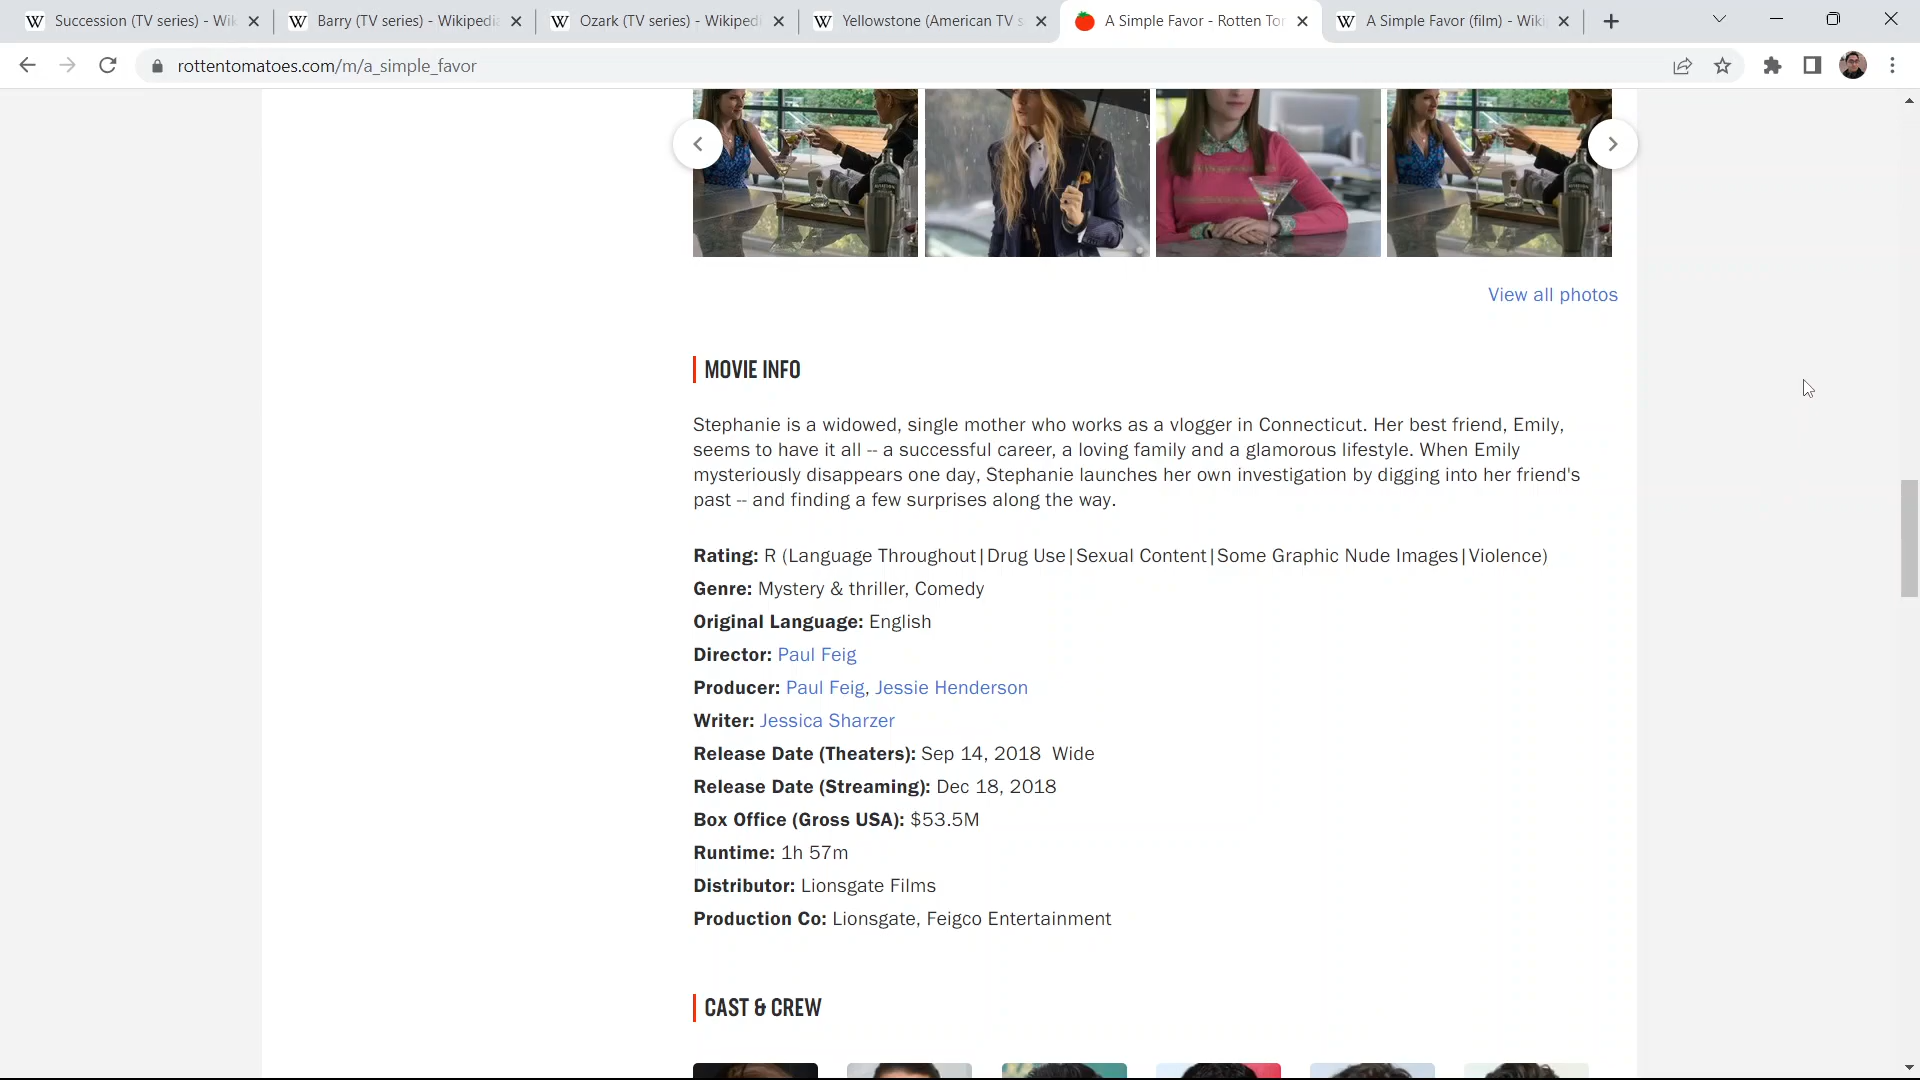 Succession (TV series) - Wik
Barry (TV series) - Wikipedia
Ozark (TV series) - Wikipedi
Yellowstone (American TV s
A Simple Favor - Rotten Tor
A Simple Favor (film) - Wiki
rottentomatoes.com/m/a_simple_favor
View all photos
MOVIE INFO
Stephanie is a widowed, single mother who works as a vlogger in Connecticut. Her best friend, Emily,
seems to have it all -- a successful career, a loving family and a glamorous lifestyle. When Emily
mysteriously disappears one day, Stephanie launches her own investigation by digging into her friend's
past -- and finding a few surprises along the way.
Rating: R (Language Throughout|Drug Use|Sexual Content|Some Graphic Nude Images|Violence)
Genre: Mystery & thriller, Comedy
Original Language: English
Director: Paul Feig
Producer: Paul Feig, Jessie Henderson
Writer: Jessica Sharzer
Release Date (Theaters): Sep 14, 2018 Wide
Release Date (Streaming): Dec 18, 2018
Box Office (Gross USA): $53.5M
Runtime: 1h 57m
Distributor: Lionsgate Films
Production Co: Lionsgate, Feigco Entertainment
CAST & CREW